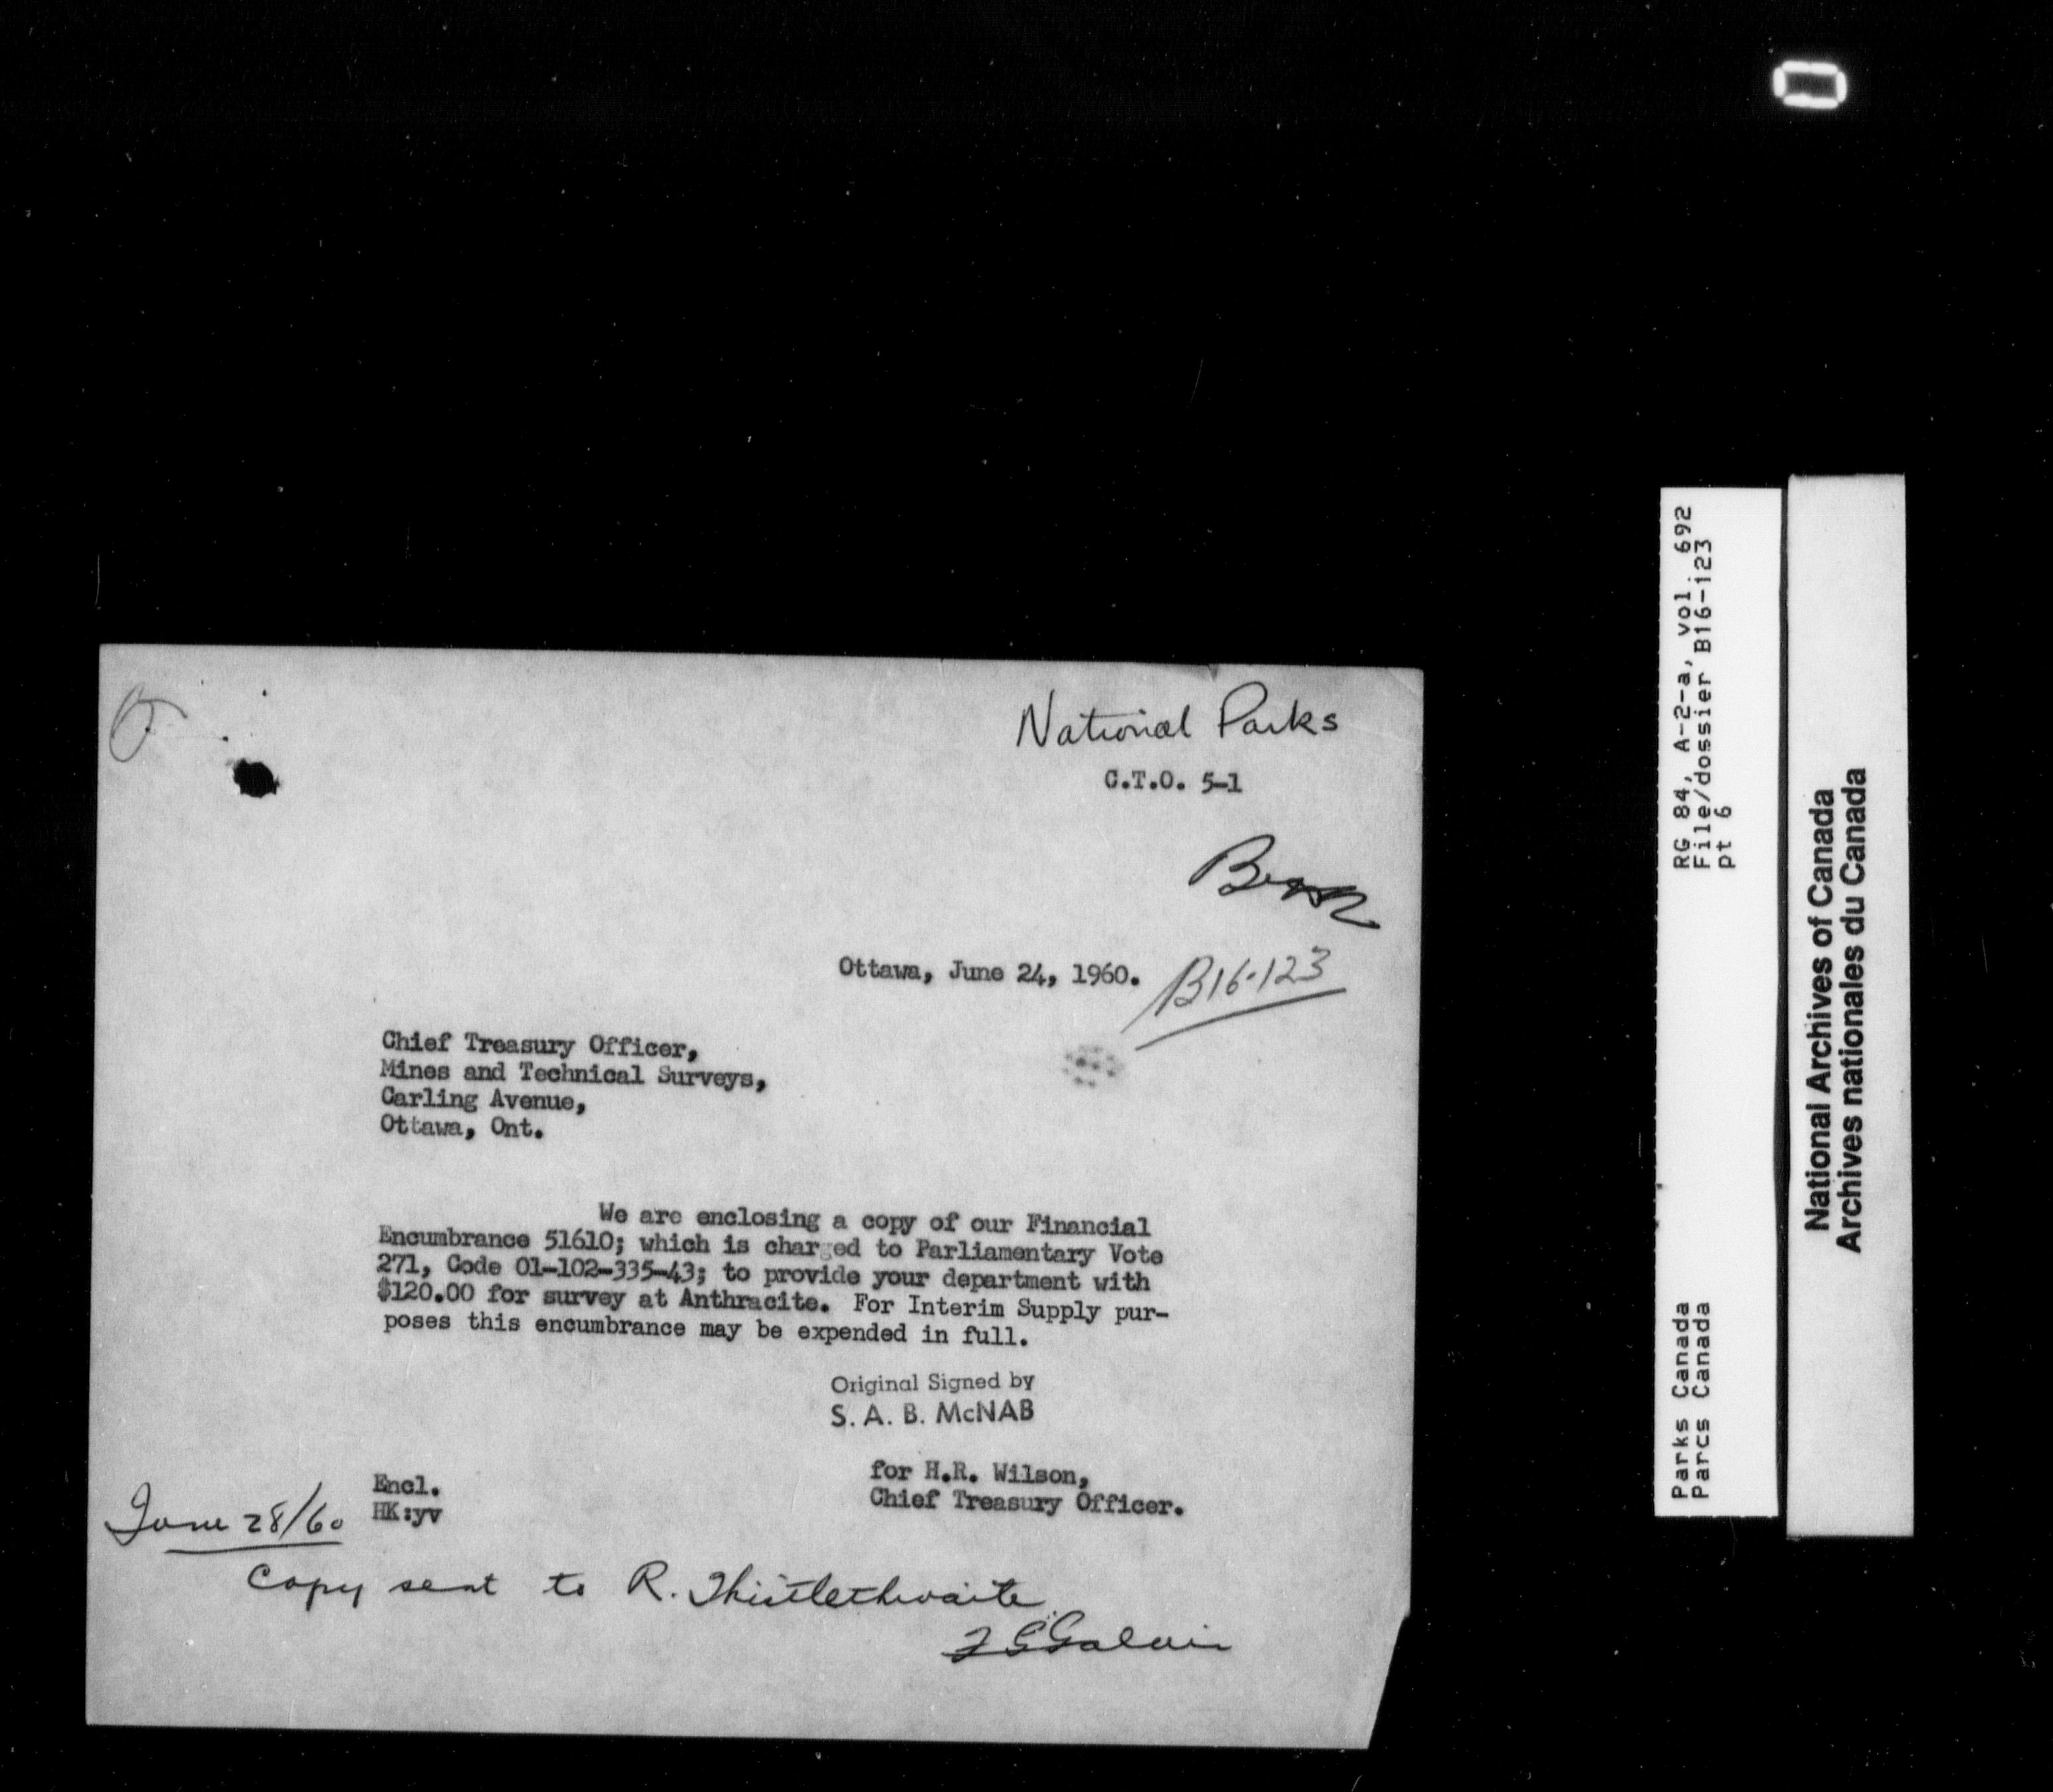 National Parks
C.T.O. 5-1
Ottawa, June 24, 1960.
B16-123
Chief Treasury Officer,
Mines and Technical Surveys,
Carling Avenue,
Ottawa, Ont.
We are enclosing a copy of our Financial
Encumbrance 51610; which is charged to Parliamentary Vote
271, Code 01-102-335-43; to provide your department with
$120.00 for survey at Anthracite. For Interim Supply pur-
poses this encumbrance may be expended in full.
Original Signed by
S. A. B. McNAB
for H.R. Wilson,
Chief Treasury Officer.
Encl.
HK:yv
June 28/60
Copy sent to R. Thistlethwaite
RG 84, A-2-a, vol. 692
File/dossier B16-123
pt 6
Parks Canada
Parcs Canada
National Archives of Canada
Archives nationales du Canada